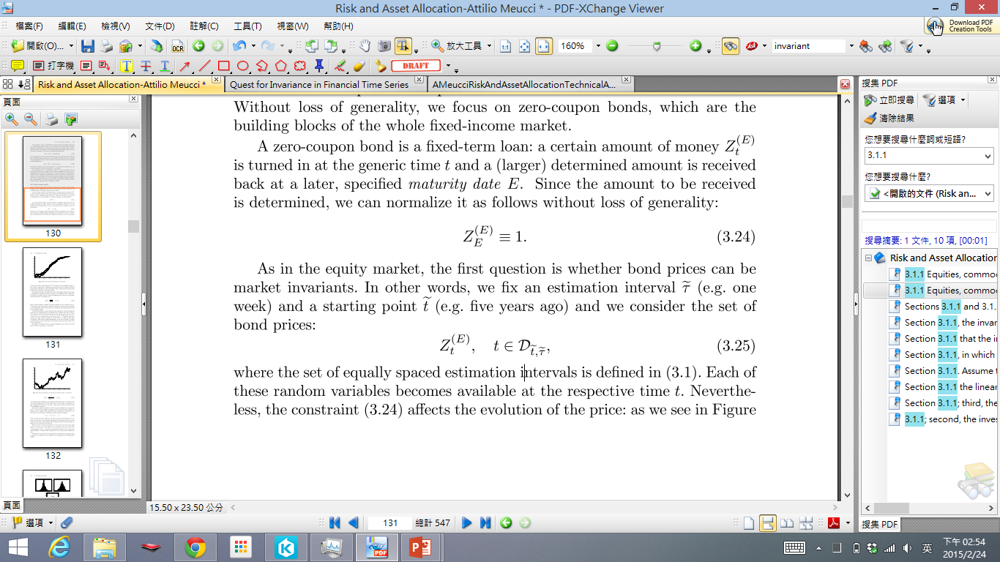 Risk and Asset Allocation-Attilio Meucci * - PDF-XChange Viewer
檔案(F) 編輯(E) 檢視(V) 文件(D) 註解(C) 工具(T) 視窗(W) 幫助(H)
Download PDF
Creation Tools
開啟(O)... OCR 放大工具 1:1 160% invariant
打字機 T T T DRAFT
Risk and Asset Allocation-Attilio Meucci * Quest for Invariance in Financial Time Series AMeucciRiskAndAssetAllocationTechnicalA...
頁面
130
131
132
頁面
Without loss of generality, we focus on zero-coupon bonds, which are the
building blocks of the whole fixed-income market.
A zero-coupon bond is a fixed-term loan: a certain amount of money Z_t^{(E)}
is turned in at the generic time t and a (larger) determined amount is received
back at a later, specified maturity date E. Since the amount to be received
is determined, we can normalize it as follows without loss of generality:
Z_E^{(E)} ≡ 1. (3.24)
As in the equity market, the first question is whether bond prices can be
market invariants. In other words, we fix an estimation interval τ̃ (e.g. one
week) and a starting point t̃ (e.g. five years ago) and we consider the set of
bond prices:
Z_t^{(E)}, t ∈ D_{t̃,τ̃}, (3.25)
where the set of equally spaced estimation intervals is defined in (3.1). Each of
these random variables becomes available at the respective time t. Neverthe-
less, the constraint (3.24) affects the evolution of the price: as we see in Figure
15.50 x 23.50 公分
選項 131 總計 547
搜集 PDF
立即搜尋 選項
清除結果
您想要搜尋什麼詞或短語?
3.1.1
您想要搜尋什麼?
<開啟的文件 (Risk an...
搜尋摘要: 1 文件, 10 項, [00:01]
Risk and Asset Allocation
3.1.1 Equities, commo
3.1.1 Equities, commo
Sections 3.1.1 and 3.1.
Section 3.1.1, the invar
Section 3.1.1 that the i
Section 3.1.1, in which
Section 3.1.1. Assume
Section 3.1.1 the linear
Section 3.1.1; third, the
3.1.1; second, the inves
搜集 PDF
PDF
英
下午 02:54
2015/2/24